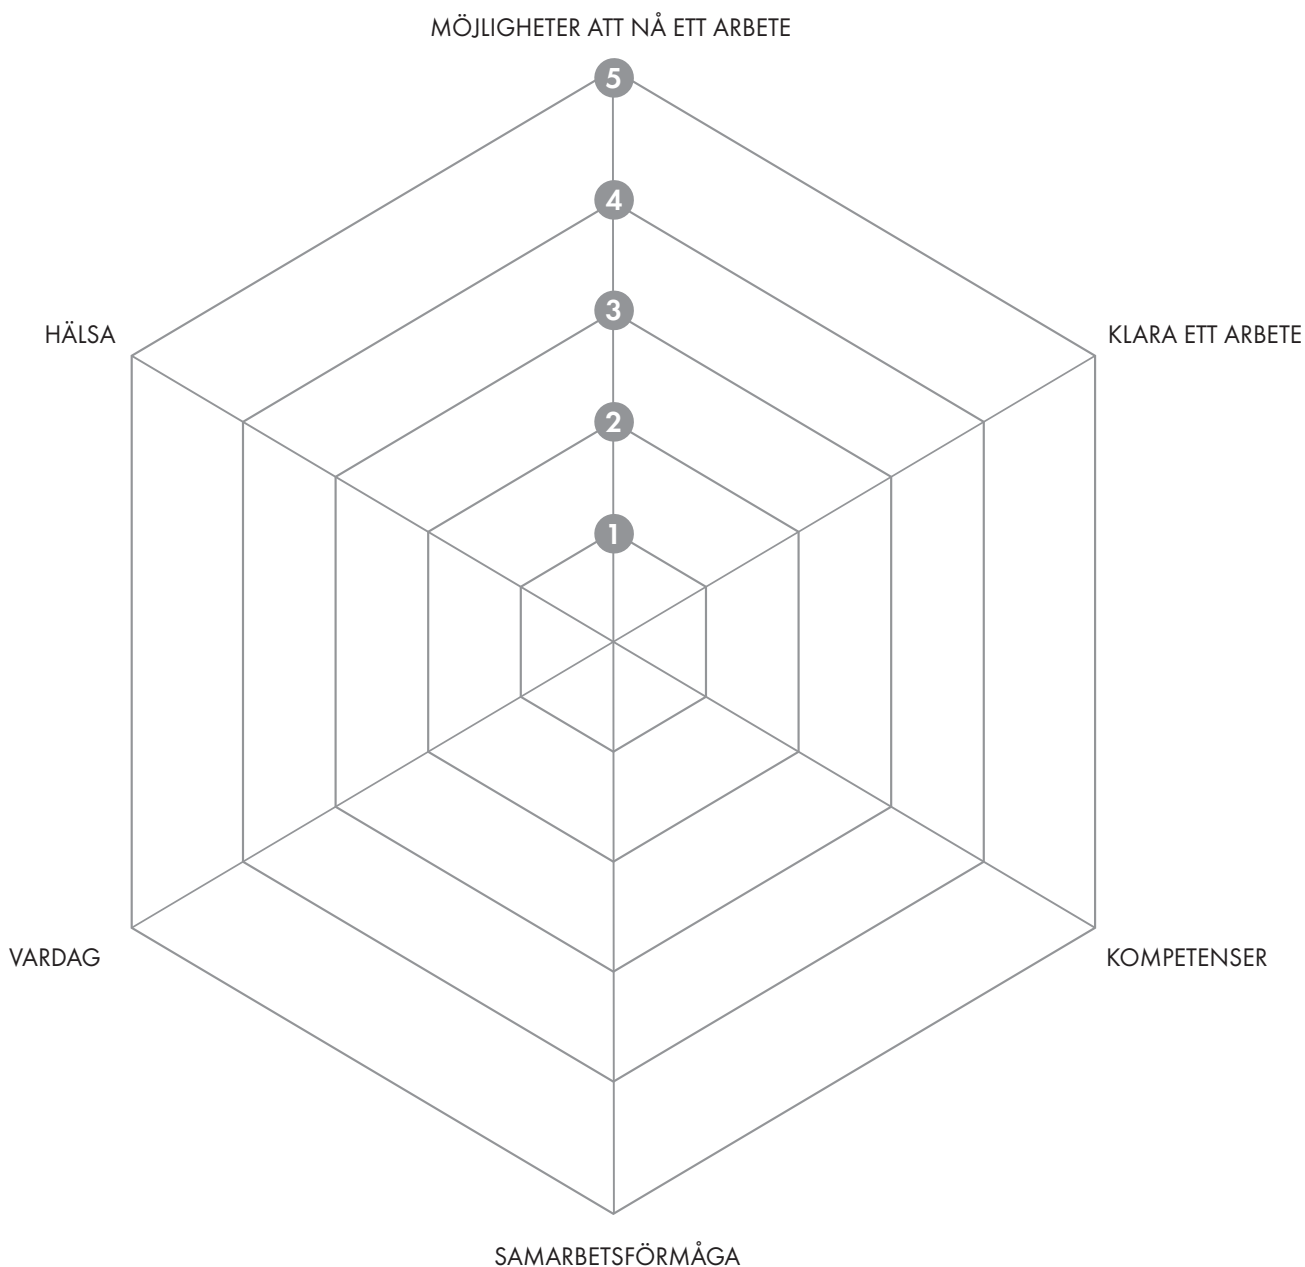 MÖJLIGHETER ATT NÅ ETT ARBETE
5
4
3
HÄLSA
KLARA ETT ARBETE
2
1
VARDAG
KOMPETENSER
SAMARBETSFÖRMÅGA